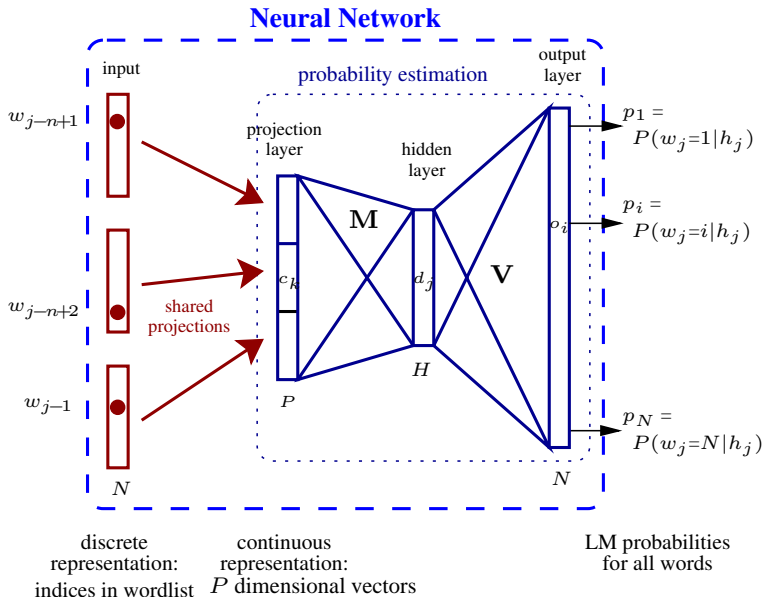 Neural Network
input
output
layer
probability estimation
w_{j−n+1}
projection
layer
hidden
layer
p_1 =
P(w_j=1|h_j)
M
p_i =
P(w_j=i|h_j)
o_i
c_k
d_j
V
w_{j−n+2}
shared
projections
H
P
w_{j−1}
p_N =
P(w_j=N|h_j)
N
N
discrete
representation:
indices in wordlist
continuous
representation:
P dimensional vectors
LM probabilities
for all words